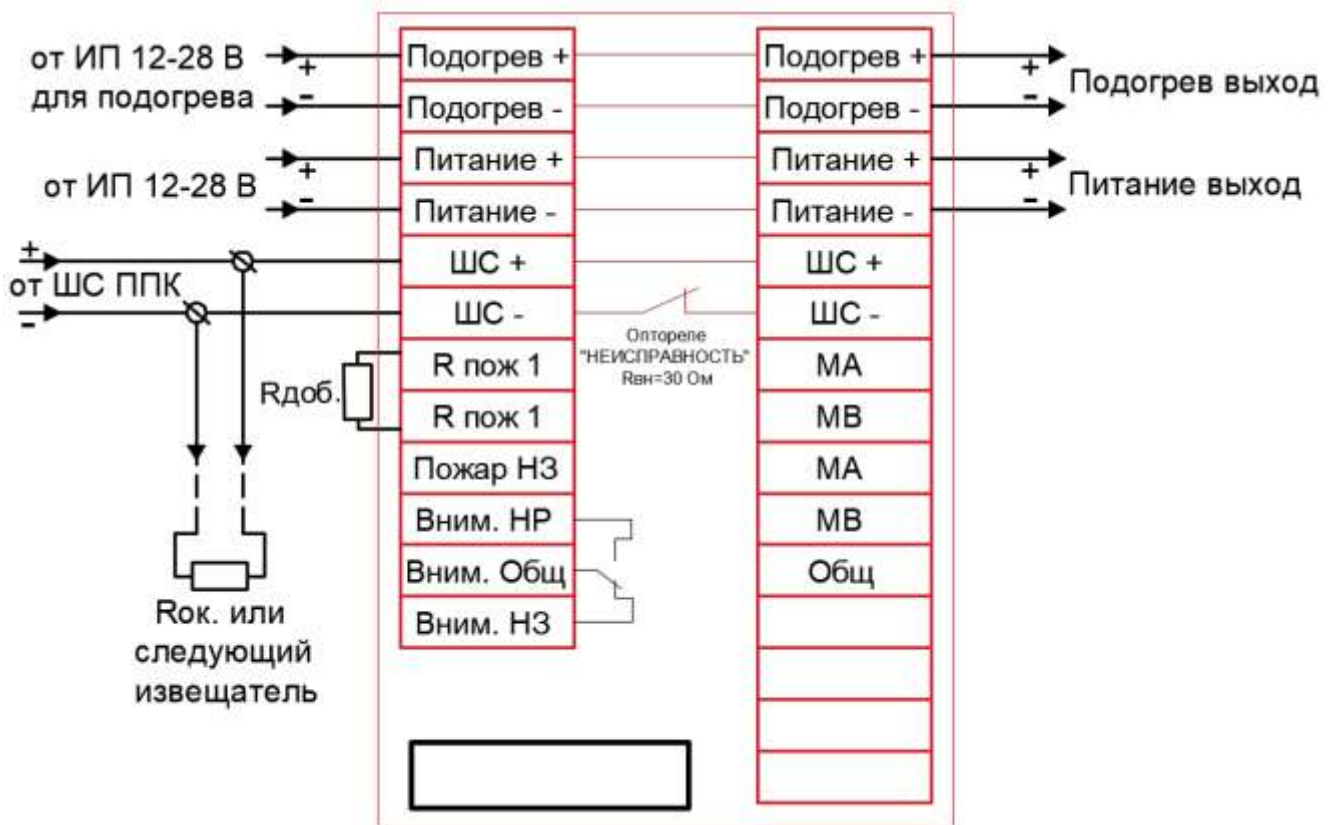 от ИП 12-28 В
для подогрева
+
-
от ИП 12-28 В
+
-
+
от ШС ППК
-
Rдоб.
Rок. или
следующий
извещатель
Подогрев +
Подогрев -
Питание +
Питание -
ШС +
ШС -
R пож 1
R пож 1
Пожар НЗ
Вним. НР
Вним. Общ
Вним. НЗ
Оптореле
"НЕИСПРАВНОСТЬ"
Rвн=30 Ом
Подогрев +
Подогрев -
Питание +
Питание -
ШС +
ШС -
МА
МВ
МА
МВ
Общ
+
-
Подогрев выход
+
-
Питание выход